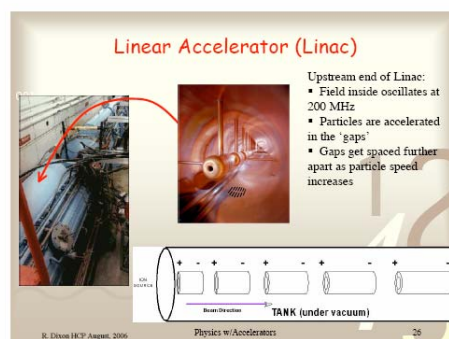 Linear Accelerator (Linac)
Upstream end of Linac:
▪ Field inside oscillates at
200 MHz
▪ Particles are accelerated
in the ‘gaps’
▪ Gaps get spaced further
apart as particle speed
increases
+ - + - + - + - + -
ION
SOURCE
Beam Direction
TANK (under vacuum)
R. Dixon HCP August, 2006
Physics w/Accelerators
26